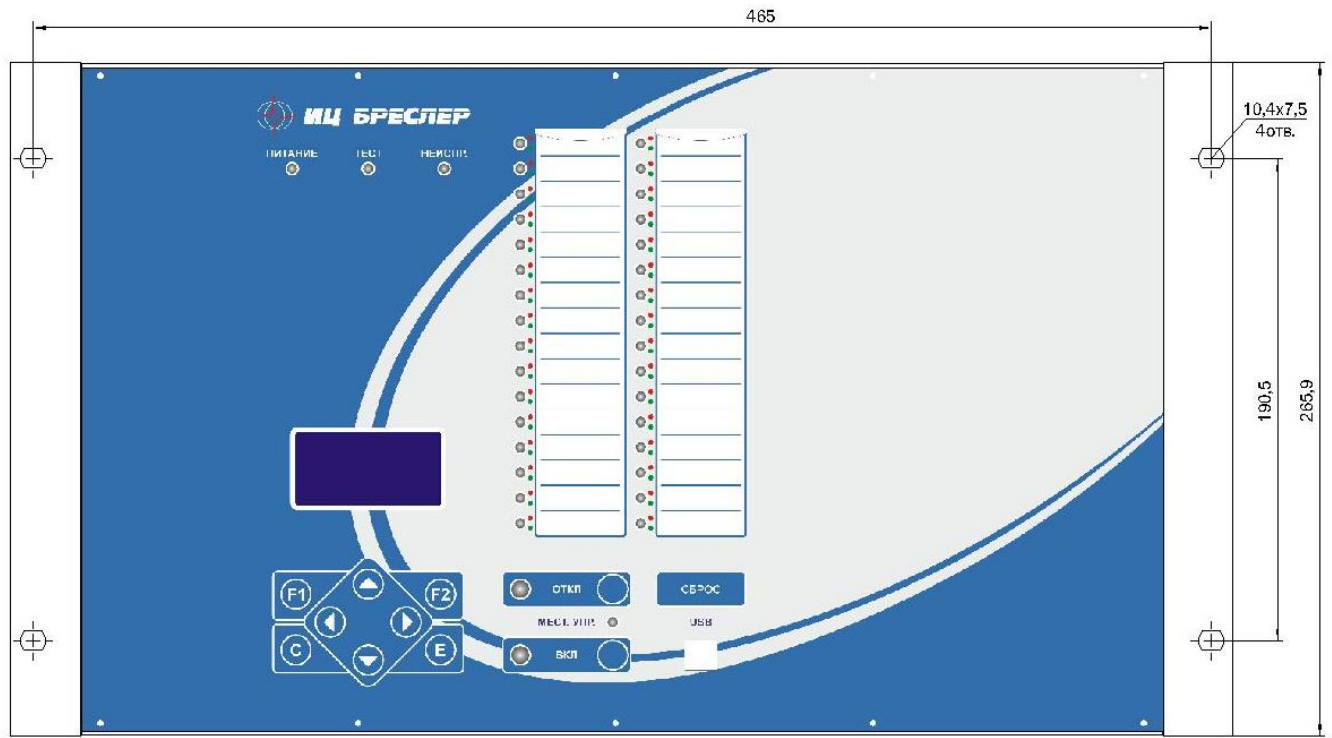 465
ИЦ БРЕСЛЕР
10,4x7,5
4отв.
ПИТАНИЕ ТЕСТ НЕИСПР.
190,5
265,9
F1 F2
ОТКЛ СБРОС
МЕСТ. УПР. USB
C E
ВКЛ